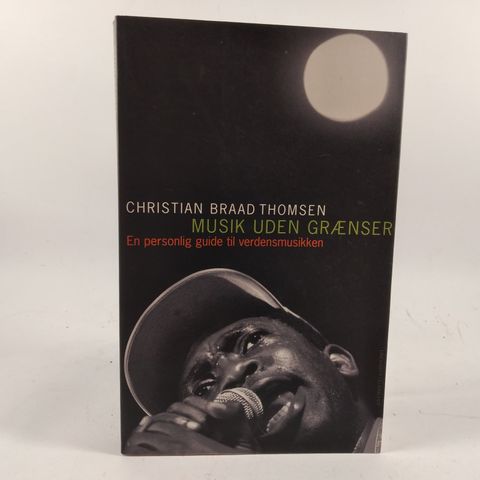 CHRISTIAN BRAAD THOMSEN
MUSIK UDEN GRÆNSER
En personlig guide til verdensmusikken